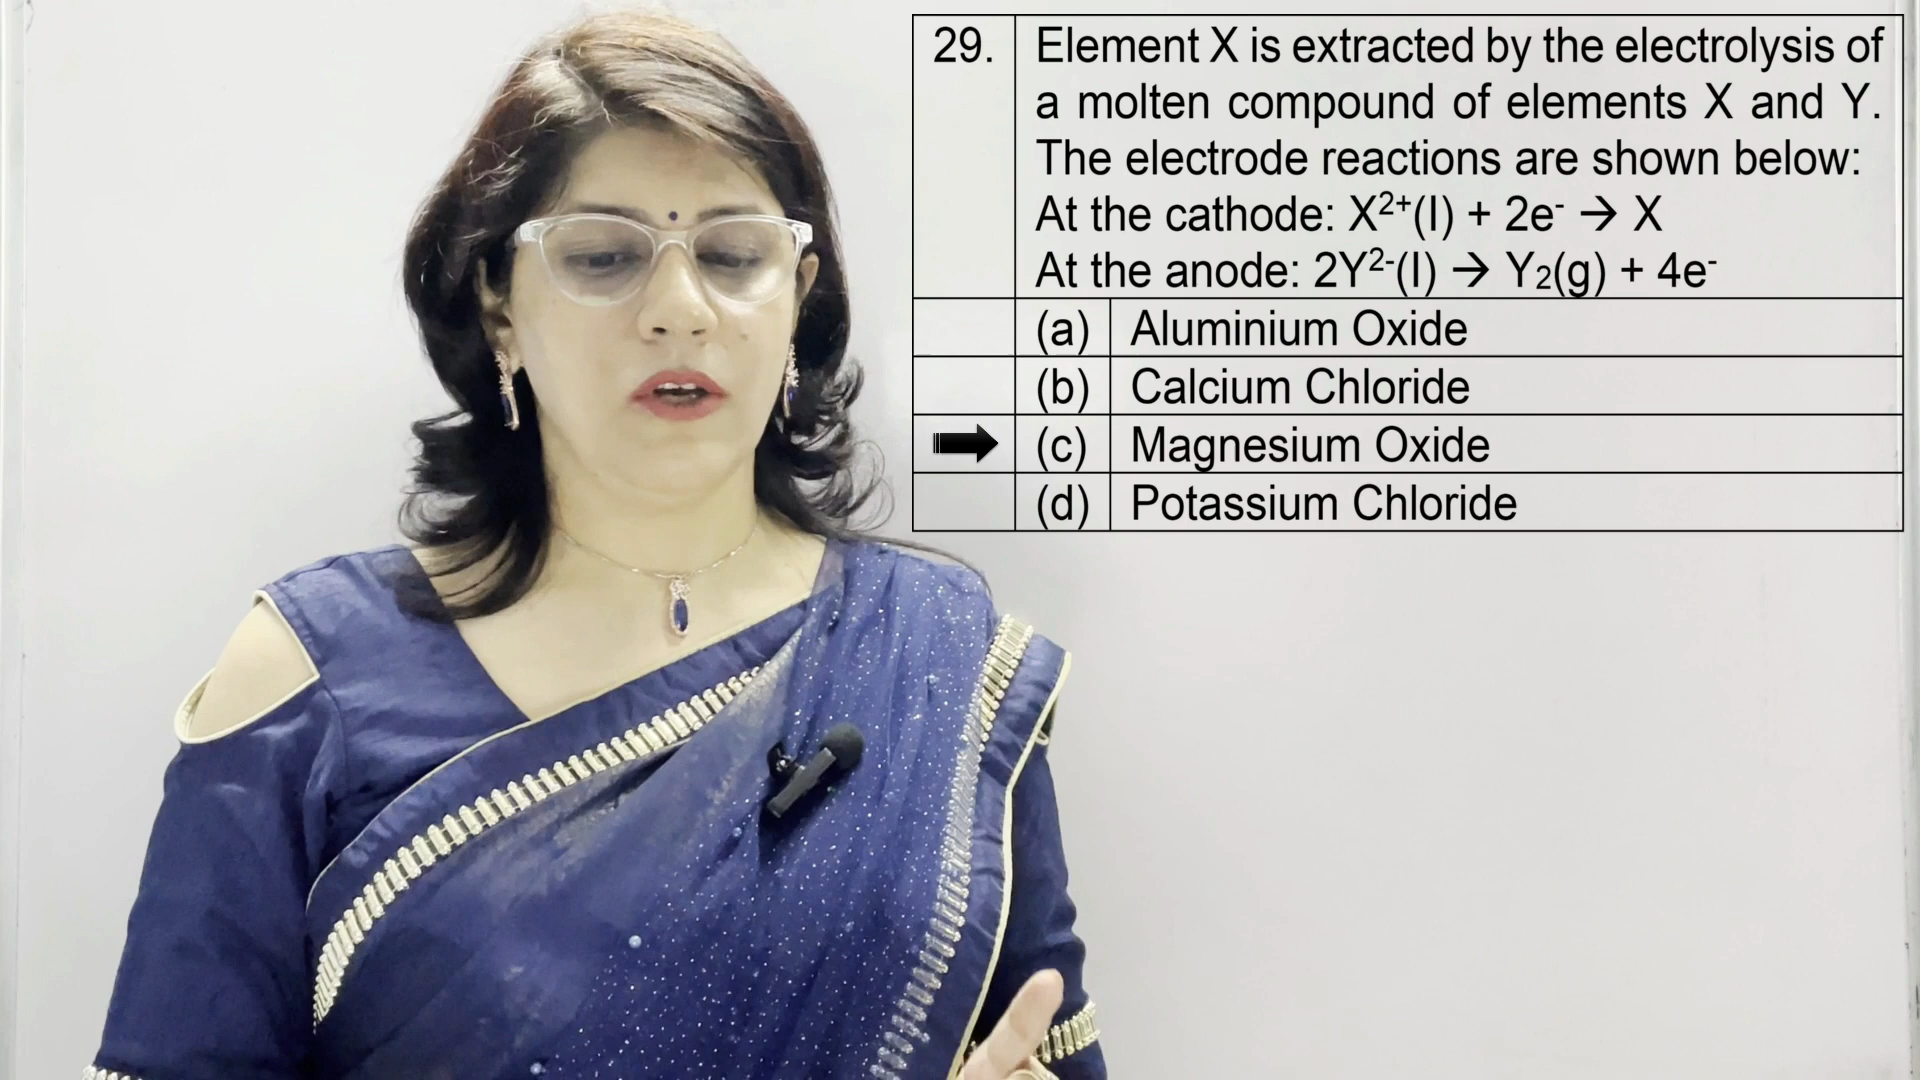 29. Element X is extracted by the electrolysis of
a molten compound of elements X and Y.
The electrode reactions are shown below:
At the cathode: X²⁺(l) + 2e⁻ → X
At the anode: 2Y²⁻(l) → Y₂(g) + 4e⁻
(a) Aluminium Oxide
(b) Calcium Chloride
(c) Magnesium Oxide
(d) Potassium Chloride